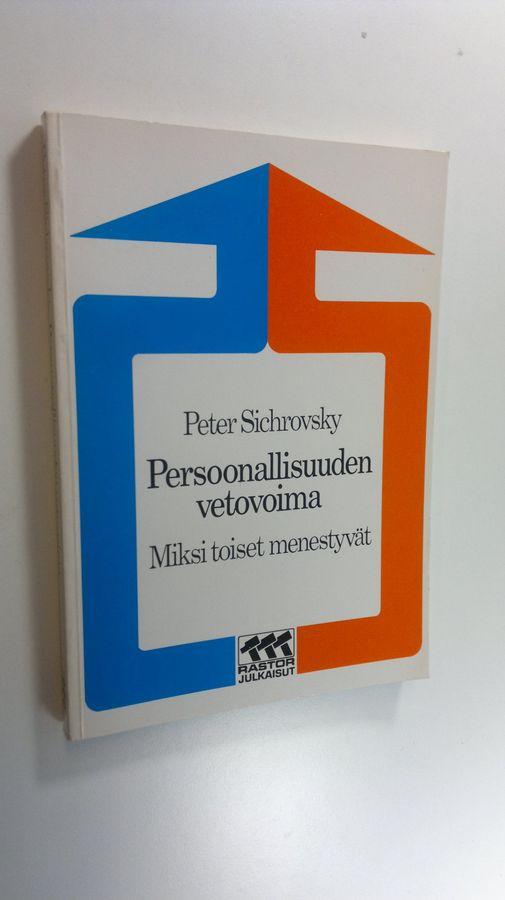 Peter Sichrovsky
Persoonallisuuden
vetovoima
Miksi toiset menestyvät
RASTOR
JULKAISUT